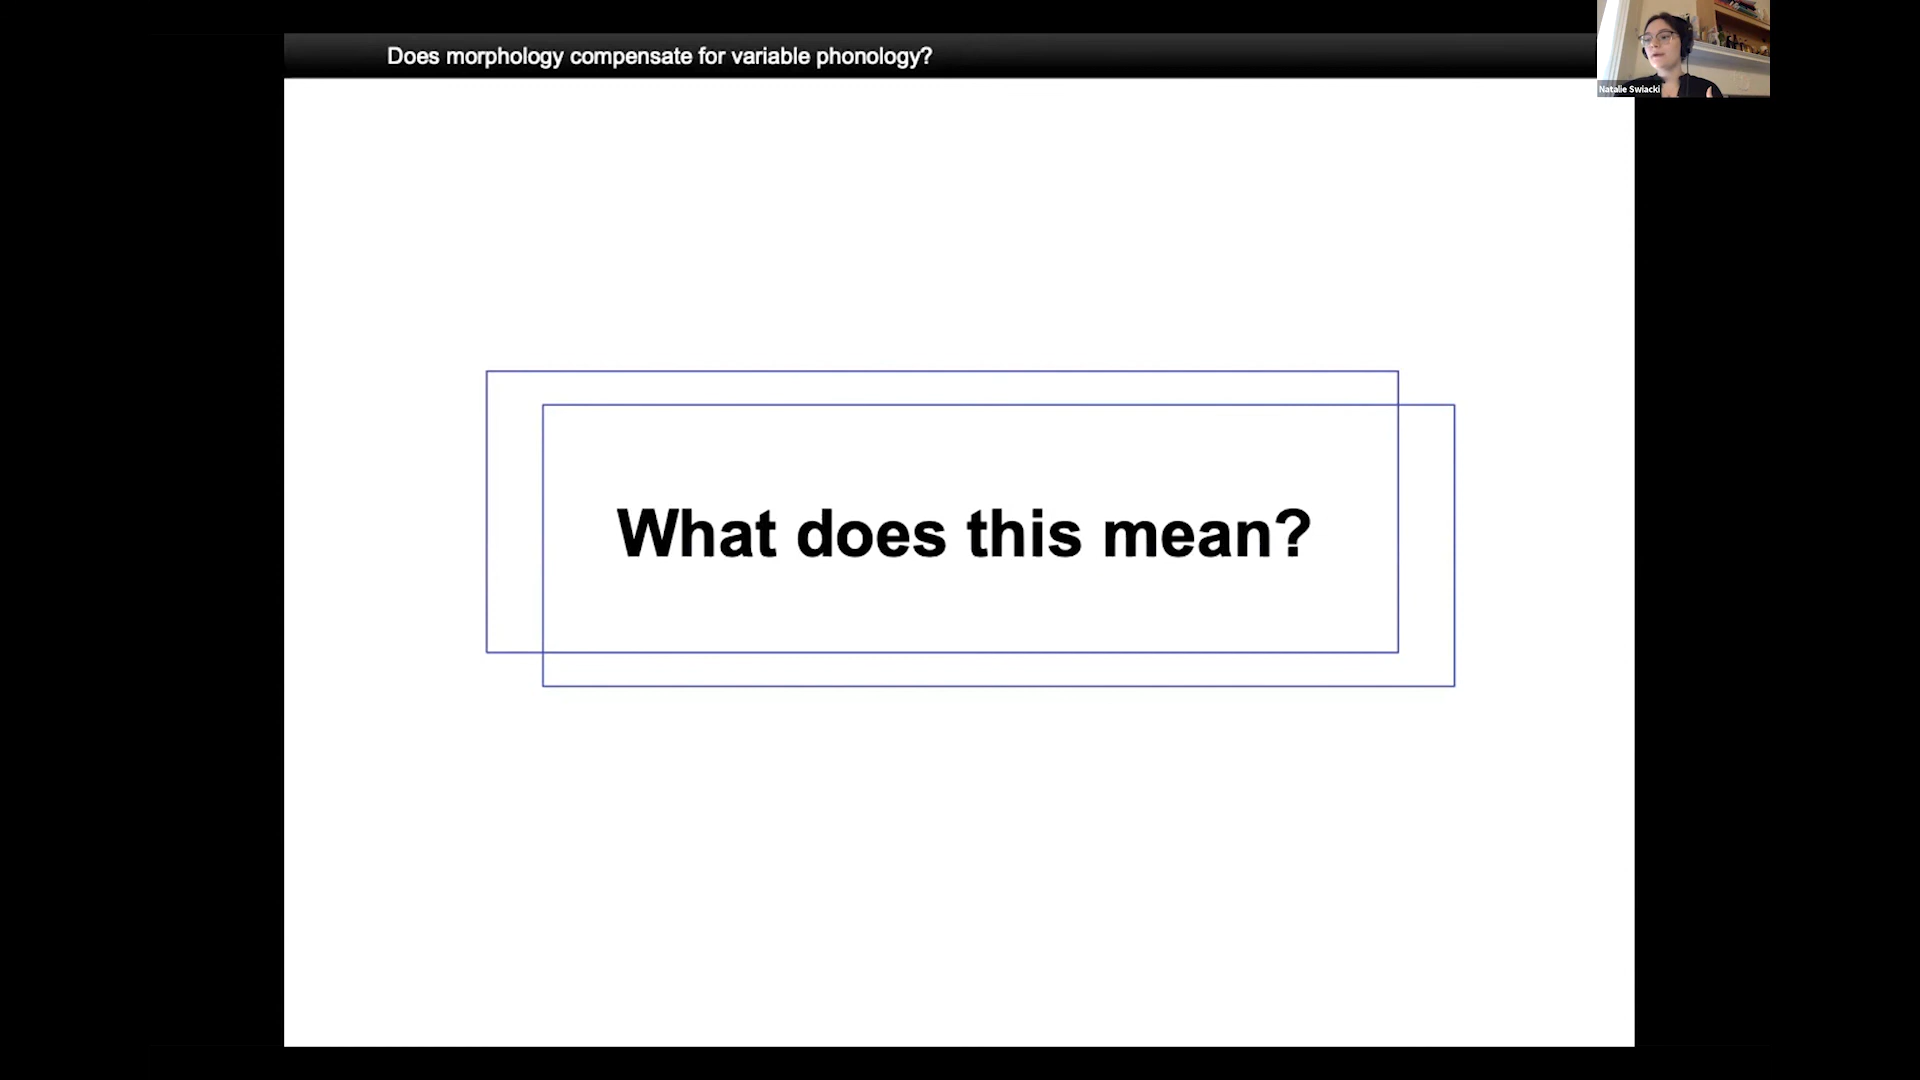 Does morphology compensate for variable phonology?
Natalie Swiacki
What does this mean?